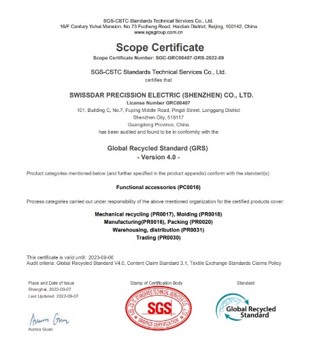 SGS-CSTC Standards Technical Services Co., Ltd.
16/F Century Yuhui Mansion, No.73 Fucheng Road, Haidian District, Beijing, 100142, China
www.sgsgroup.com.cn
Scope Certificate
Scope Certificate Number: SGC-GRC00407-GRS-2022-09
SGS-CSTC Standards Technical Services Co., Ltd.
certifies that
SWISSDAR PRECISSION ELECTRIC (SHENZHEN) CO., LTD.
License Number GRC00407
101, Building C, No.7, Fuping Middle Road, Pingdi Street, Longgang District
Shenzhen City, 518117
Guangdong Province, China
has been audited and found to be in conformity with the
Global Recycled Standard (GRS)
- Version 4.0 -
Product categories mentioned below (and further specified in the product appendix) conform with the standard(s):
Functional accessories (PC0016)
Process categories carried out under responsibility of the above mentioned organization for the certified products cover:
Mechanical recycling (PR0017), Molding (PR0018)
Manufacturing(PR0016), Packing (PR0020)
Warehousing, distribution (PR0031)
Trading (PR0030)
This certificate is valid until: 2023-09-06
Audit criteria: Global Recycled Standard V4.0, Content Claim Standard 3.1, Textile Exchange Standards Claims Policy
Place and Date of Issue
Stamp of Certification Body
Standard
Shanghai, 2022-09-07
Last Updated: 2022-09-07
SGS
Global Recycled
Standard
Aurora Guan